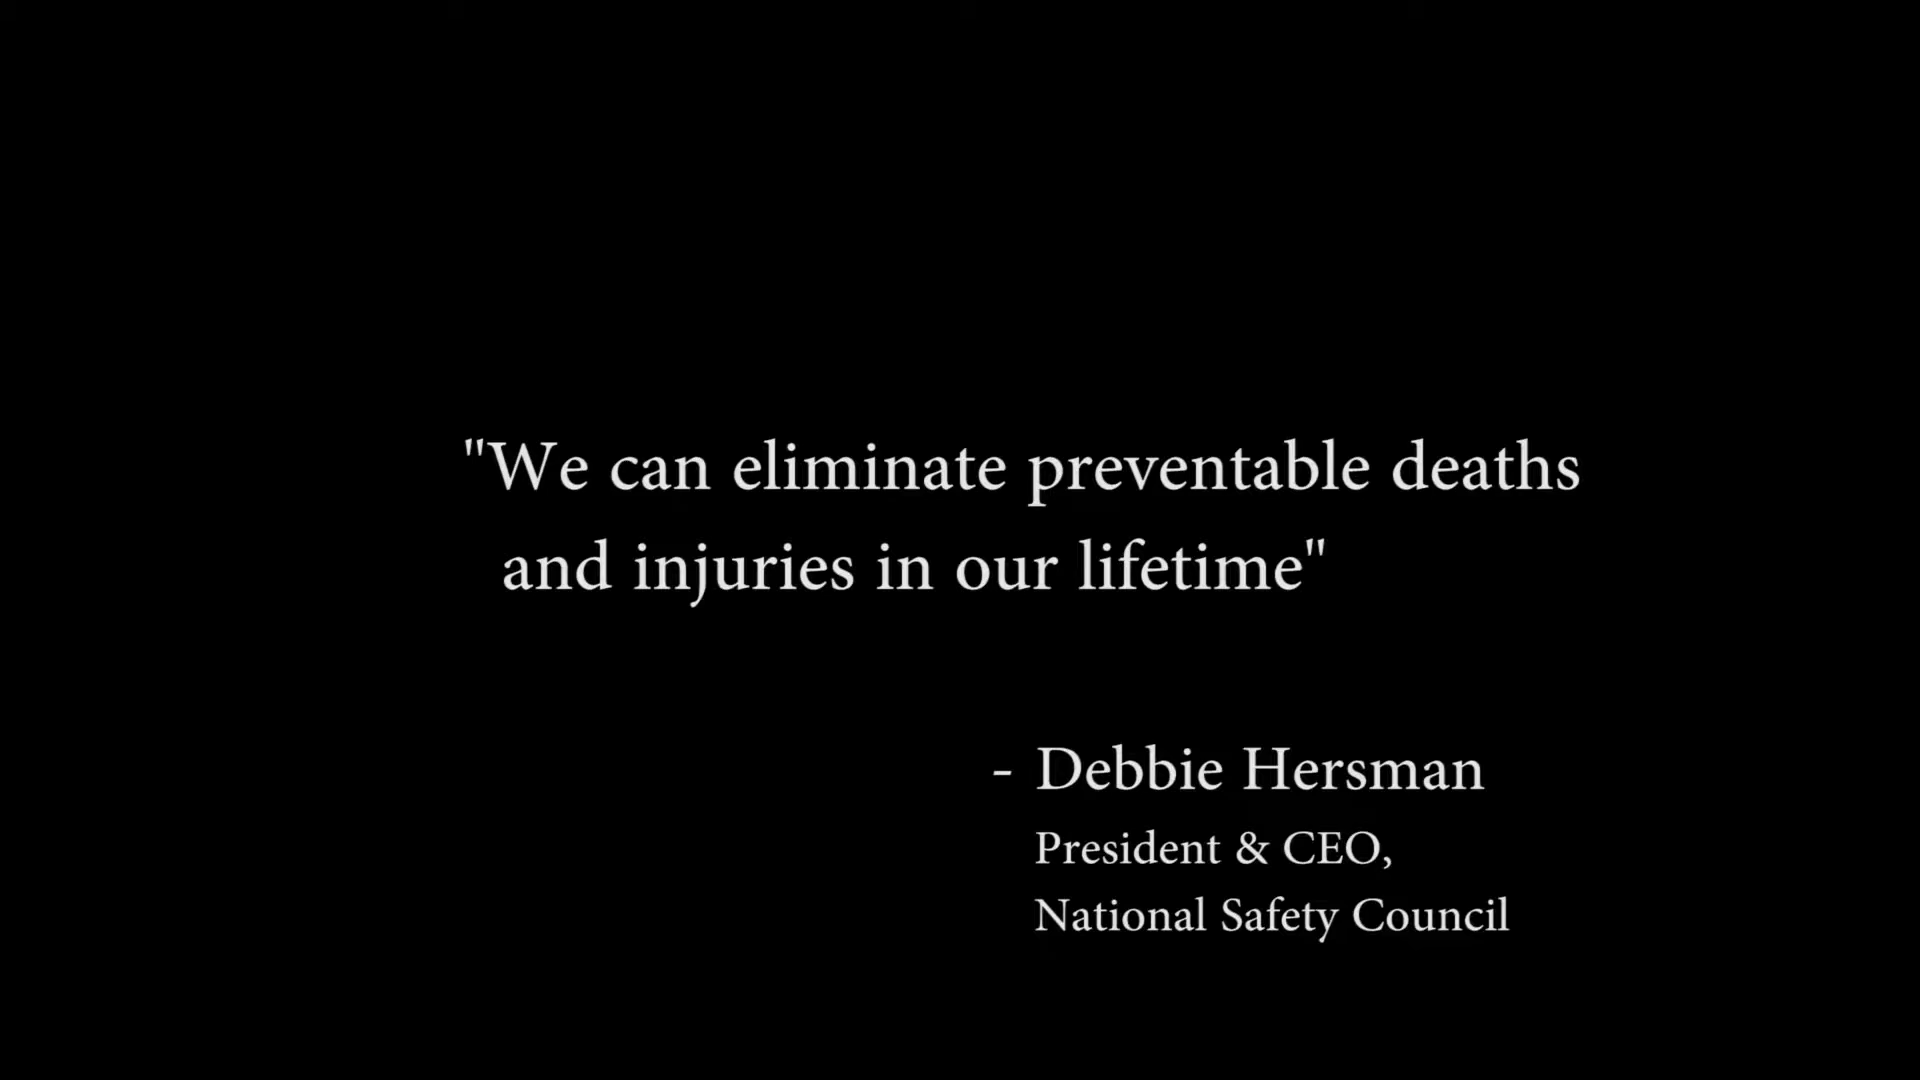 "We can eliminate preventable deaths
and injuries in our lifetime"
- Debbie Hersman
President & CEO,
National Safety Council